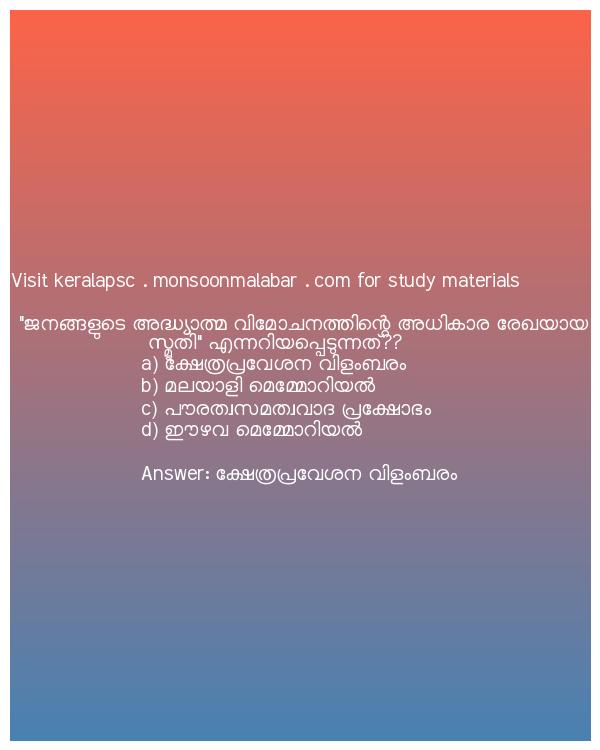 Visit keralapsc . monsoonmalabar . com for study materials
"ജനങ്ങളുടെ അദ്ധ്യാത്മ വിമോചനത്തിന്റെ അധികാര രേഖയായ
സ്മൃതി" എന്നറിയപ്പെടുന്നത്??
a) ക്ഷേത്രപ്രവേശന വിളംബരം
b) മലയാളി മെമ്മോറിയൽ
c) പൗരത്വസമത്വവാദ പ്രക്ഷോഭം
d) ഈഴവ മെമ്മോറിയൽ
Answer: ക്ഷേത്രപ്രവേശന വിളംബരം